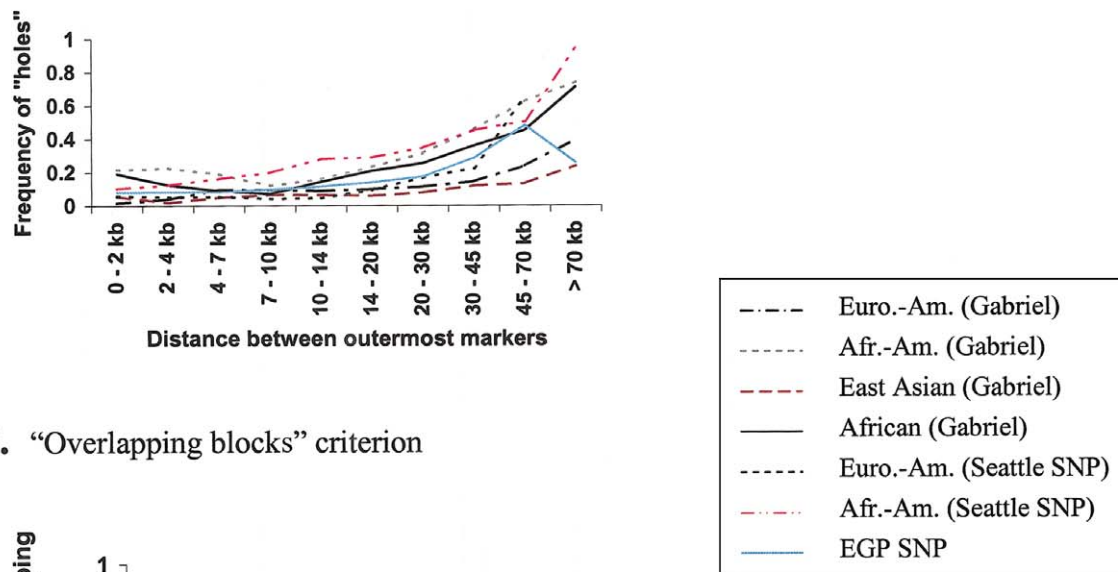 Frequency of "holes"
1
0.8
0.6
0.4
0.2
0
0 - 2 kb
2 - 4 kb
4 - 7 kb
7 - 10 kb
10 - 14 kb
14 - 20 kb
20 - 30 kb
30 - 45 kb
45 - 70 kb
> 70 kb
Distance between outermost markers
Euro.-Am. (Gabriel)
Afr.-Am. (Gabriel)
East Asian (Gabriel)
African (Gabriel)
Euro.-Am. (Seattle SNP)
Afr.-Am. (Seattle SNP)
EGP SNP
. “Overlapping blocks” criterion
1